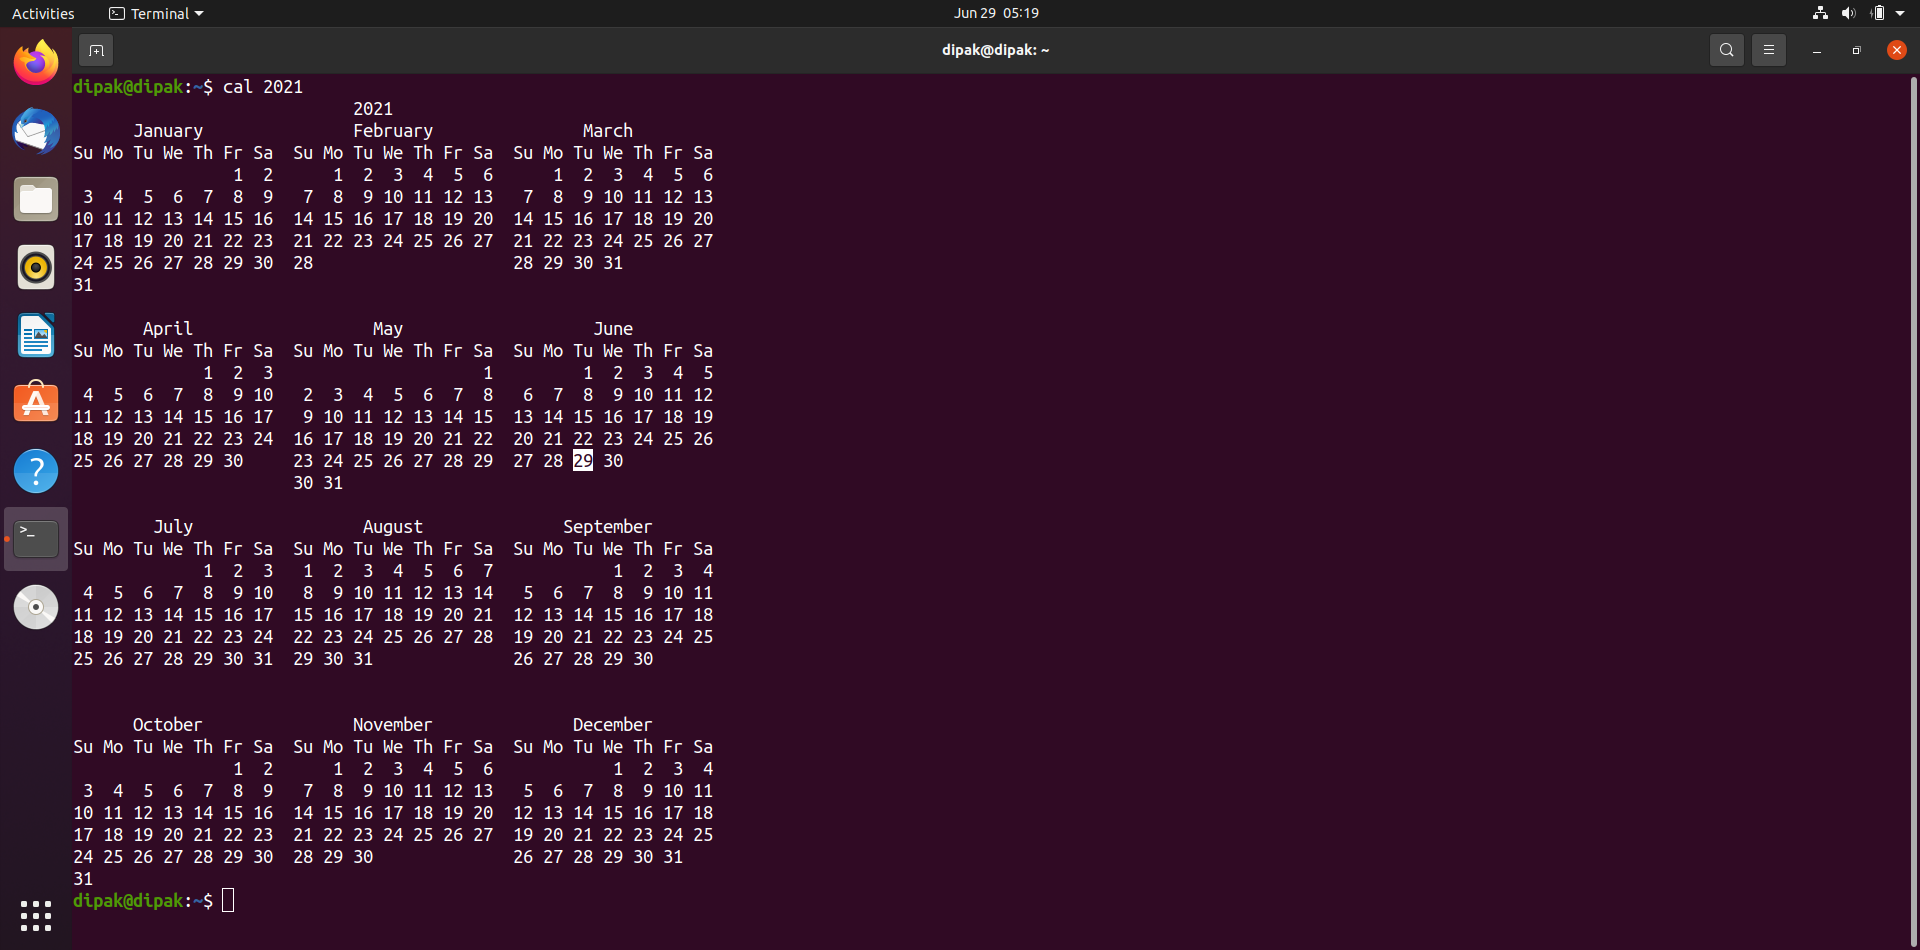 Activities Terminal Jun 29 05:19
dipak@dipak: ~
dipak@dipak:~$ cal 2021
                            2021
      January               February               March
Su Mo Tu We Th Fr Sa  Su Mo Tu We Th Fr Sa  Su Mo Tu We Th Fr Sa
                1  2      1  2  3  4  5  6      1  2  3  4  5  6
 3  4  5  6  7  8  9   7  8  9 10 11 12 13   7  8  9 10 11 12 13
10 11 12 13 14 15 16  14 15 16 17 18 19 20  14 15 16 17 18 19 20
17 18 19 20 21 22 23  21 22 23 24 25 26 27  21 22 23 24 25 26 27
24 25 26 27 28 29 30  28                    28 29 30 31
31
       April                  May                   June
Su Mo Tu We Th Fr Sa  Su Mo Tu We Th Fr Sa  Su Mo Tu We Th Fr Sa
             1  2  3                     1         1  2  3  4  5
 4  5  6  7  8  9 10   2  3  4  5  6  7  8   6  7  8  9 10 11 12
11 12 13 14 15 16 17   9 10 11 12 13 14 15  13 14 15 16 17 18 19
18 19 20 21 22 23 24  16 17 18 19 20 21 22  20 21 22 23 24 25 26
25 26 27 28 29 30     23 24 25 26 27 28 29  27 28 29 30
                      30 31
        July                 August              September
Su Mo Tu We Th Fr Sa  Su Mo Tu We Th Fr Sa  Su Mo Tu We Th Fr Sa
             1  2  3   1  2  3  4  5  6  7            1  2  3  4
 4  5  6  7  8  9 10   8  9 10 11 12 13 14   5  6  7  8  9 10 11
11 12 13 14 15 16 17  15 16 17 18 19 20 21  12 13 14 15 16 17 18
18 19 20 21 22 23 24  22 23 24 25 26 27 28  19 20 21 22 23 24 25
25 26 27 28 29 30 31  29 30 31              26 27 28 29 30
      October               November              December
Su Mo Tu We Th Fr Sa  Su Mo Tu We Th Fr Sa  Su Mo Tu We Th Fr Sa
                1  2      1  2  3  4  5  6            1  2  3  4
 3  4  5  6  7  8  9   7  8  9 10 11 12 13   5  6  7  8  9 10 11
10 11 12 13 14 15 16  14 15 16 17 18 19 20  12 13 14 15 16 17 18
17 18 19 20 21 22 23  21 22 23 24 25 26 27  19 20 21 22 23 24 25
24 25 26 27 28 29 30  28 29 30              26 27 28 29 30 31
31
dipak@dipak:~$